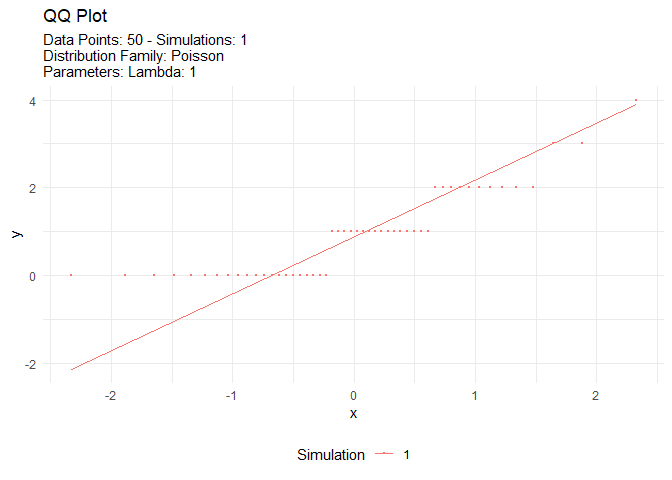 QQ Plot
Data Points: 50 - Simulations: 1
Distribution Family: Poisson
Parameters: Lambda: 1
4
2
0
-2
y
-2 -1 0 1 2
x
Simulation 1